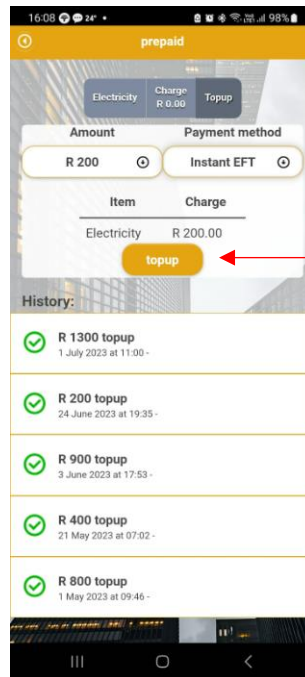 16:08 24° • 98%
prepaid
Electricity Charge R 0.00 Topup
Amount Payment method
R 200 Instant EFT
Item Charge
Electricity R 200.00
topup
History:
R 1300 topup
1 July 2023 at 11:00 -
R 200 topup
24 June 2023 at 19:35 -
R 900 topup
3 June 2023 at 17:53 -
R 400 topup
21 May 2023 at 07:02 -
R 800 topup
1 May 2023 at 09:46 -